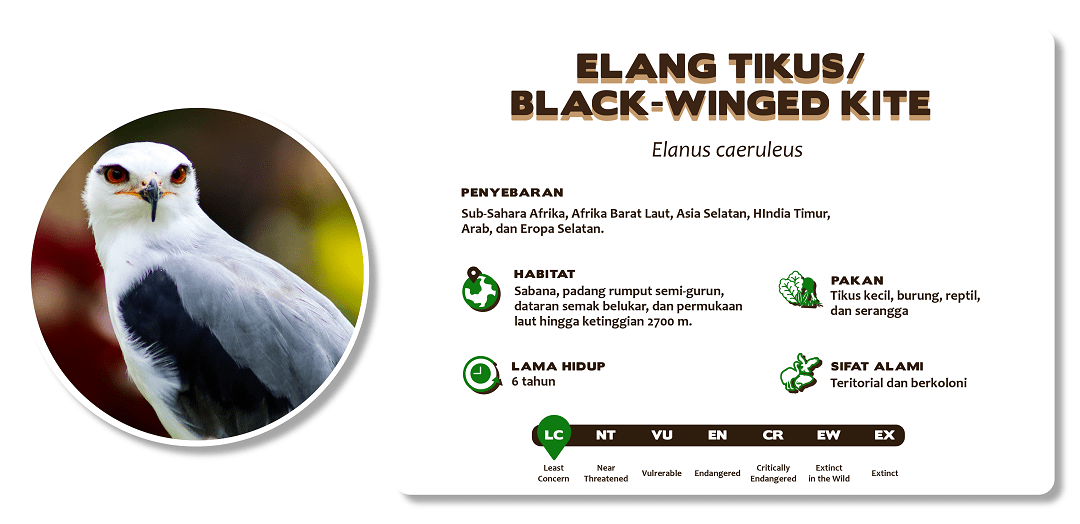 ELANG TIKUS/
BLACK-WINGED KITE
Elanus caeruleus
PENYEBARAN
Sub-Sahara Afrika, Afrika Barat Laut, Asia Selatan, HIndia Timur,
Arab, dan Eropa Selatan.
HABITAT
Sabana, padang rumput semi-gurun,
dataran semak belukar, dan permukaan
laut hingga ketinggian 2700 m.
PAKAN
Tikus kecil, burung, reptil,
dan serangga
LAMA HIDUP
6 tahun
SIFAT ALAMI
Teritorial dan berkoloni
LC NT VU EN CR EW EX
Least Concern
Near Threatened
Vulrerable
Endangered
Critically Endangered
Extinct in the Wild
Extinct